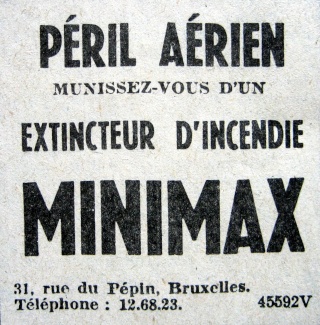 PÉRIL AÉRIEN
MUNISSEZ-VOUS D'UN
EXTINCTEUR D'INCENDIE
MINIMAX
31, rue du Pépin, Bruxelles.
Téléphone : 12.68.23. 45592V